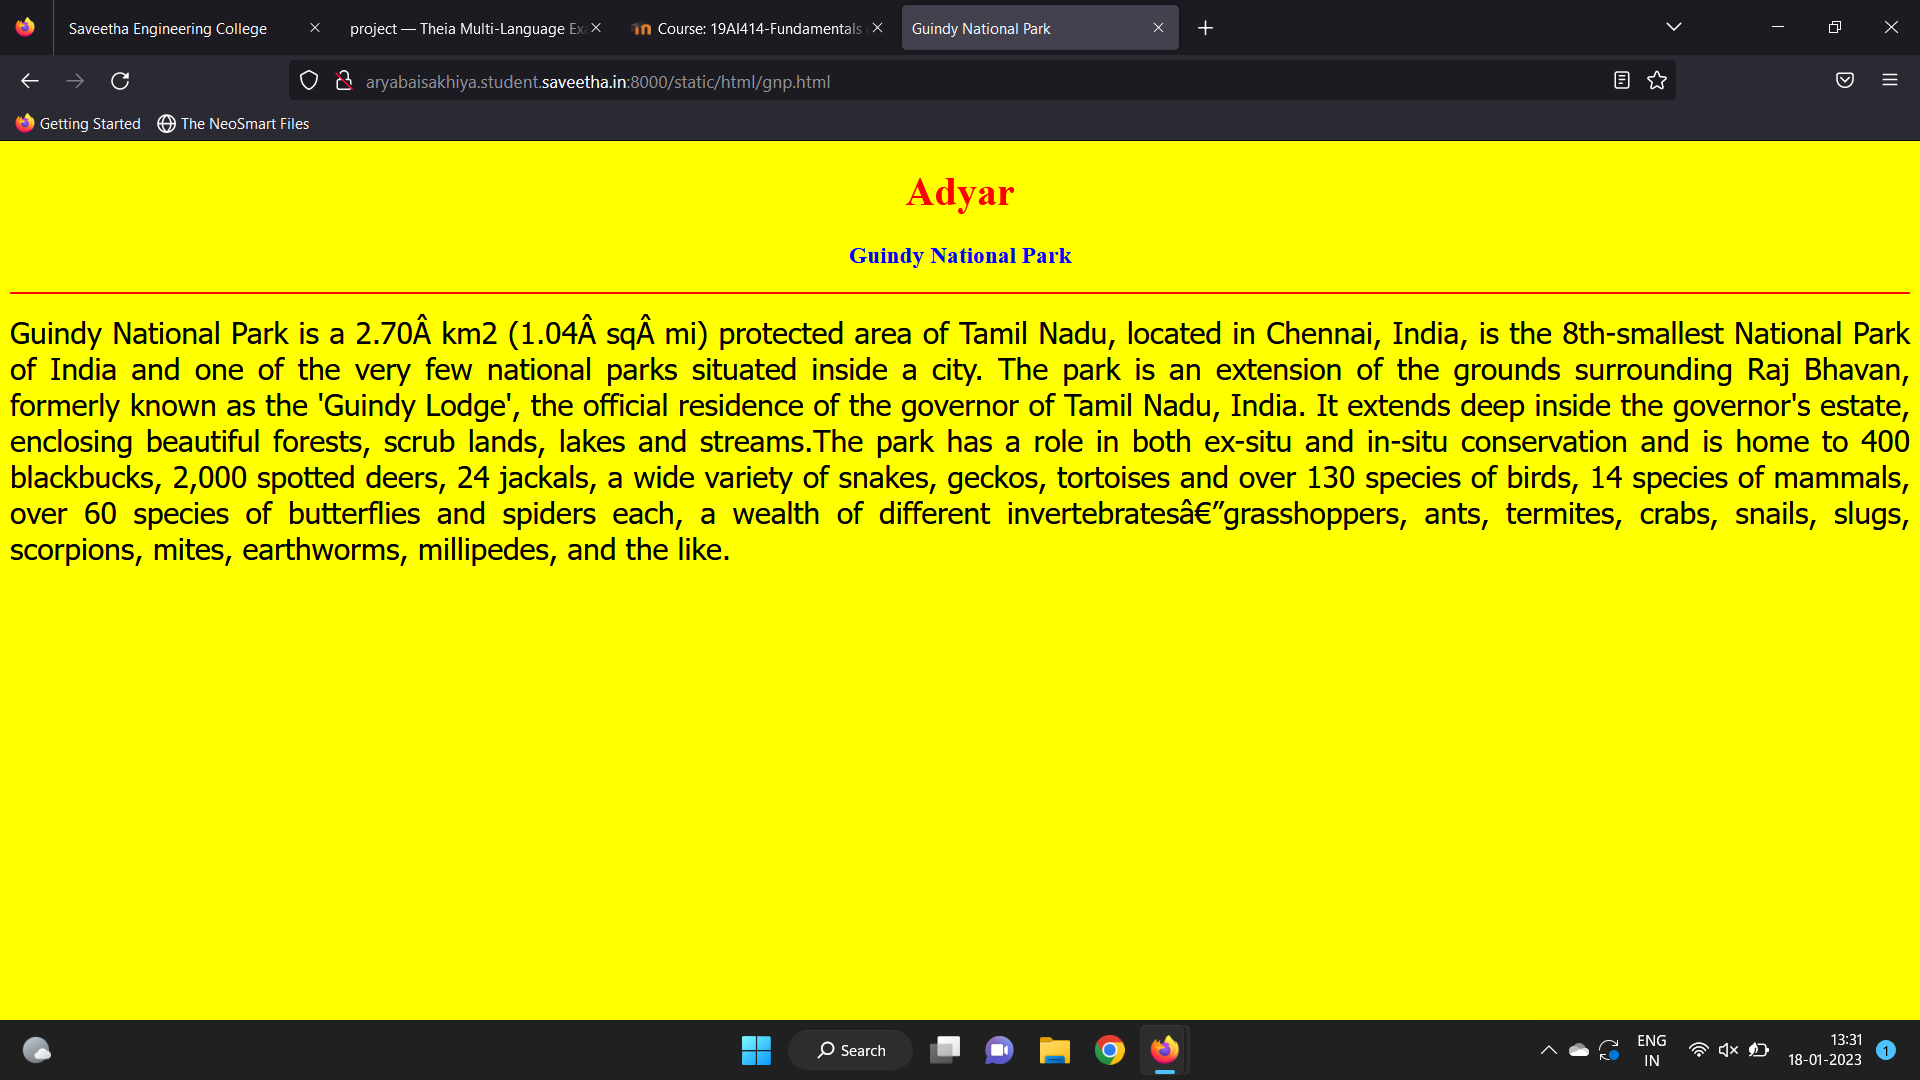 Saveetha Engineering College
project — Theia Multi-Language Exa
Course: 19AI414-Fundamentals
Guindy National Park
aryabaisakhiya.student.saveetha.in:8000/static/html/gnp.html
Getting Started
The NeoSmart Files
Adyar
Guindy National Park
Guindy National Park is a 2.70Â km2 (1.04Â sqÂ mi) protected area of Tamil Nadu, located in Chennai, India, is the 8th-smallest National Park
of India and one of the very few national parks situated inside a city. The park is an extension of the grounds surrounding Raj Bhavan,
formerly known as the 'Guindy Lodge', the official residence of the governor of Tamil Nadu, India. It extends deep inside the governor's estate,
enclosing beautiful forests, scrub lands, lakes and streams.The park has a role in both ex-situ and in-situ conservation and is home to 400
blackbucks, 2,000 spotted deers, 24 jackals, a wide variety of snakes, geckos, tortoises and over 130 species of birds, 14 species of mammals,
over 60 species of butterflies and spiders each, a wealth of different invertebratesâ€”grasshoppers, ants, termites, crabs, snails, slugs,
scorpions, mites, earthworms, millipedes, and the like.
Search
ENG
IN
13:31
18-01-2023
1